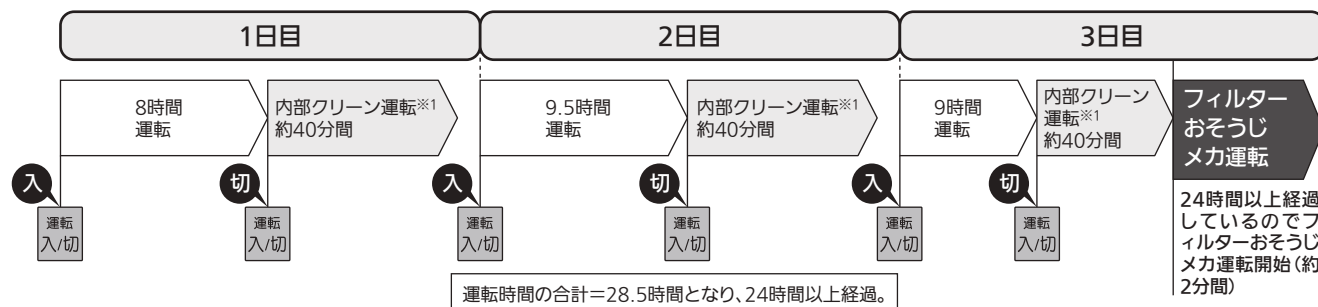 1日目
2日目
3日目
8時間
運転
内部クリーン運転※1
約40分間
9.5時間
運転
内部クリーン運転※1
約40分間
9時間
運転
内部クリーン
運転※1
約40分間
フィルター
おそうじ
メカ運転
入
切
入
切
入
切
運転
入/切
運転
入/切
運転
入/切
運転
入/切
運転
入/切
運転
入/切
24時間以上経過
しているのでフ
ィルターおそうじ
メカ運転開始(約
2分間)
運転時間の合計=28.5時間となり、24時間以上経過。